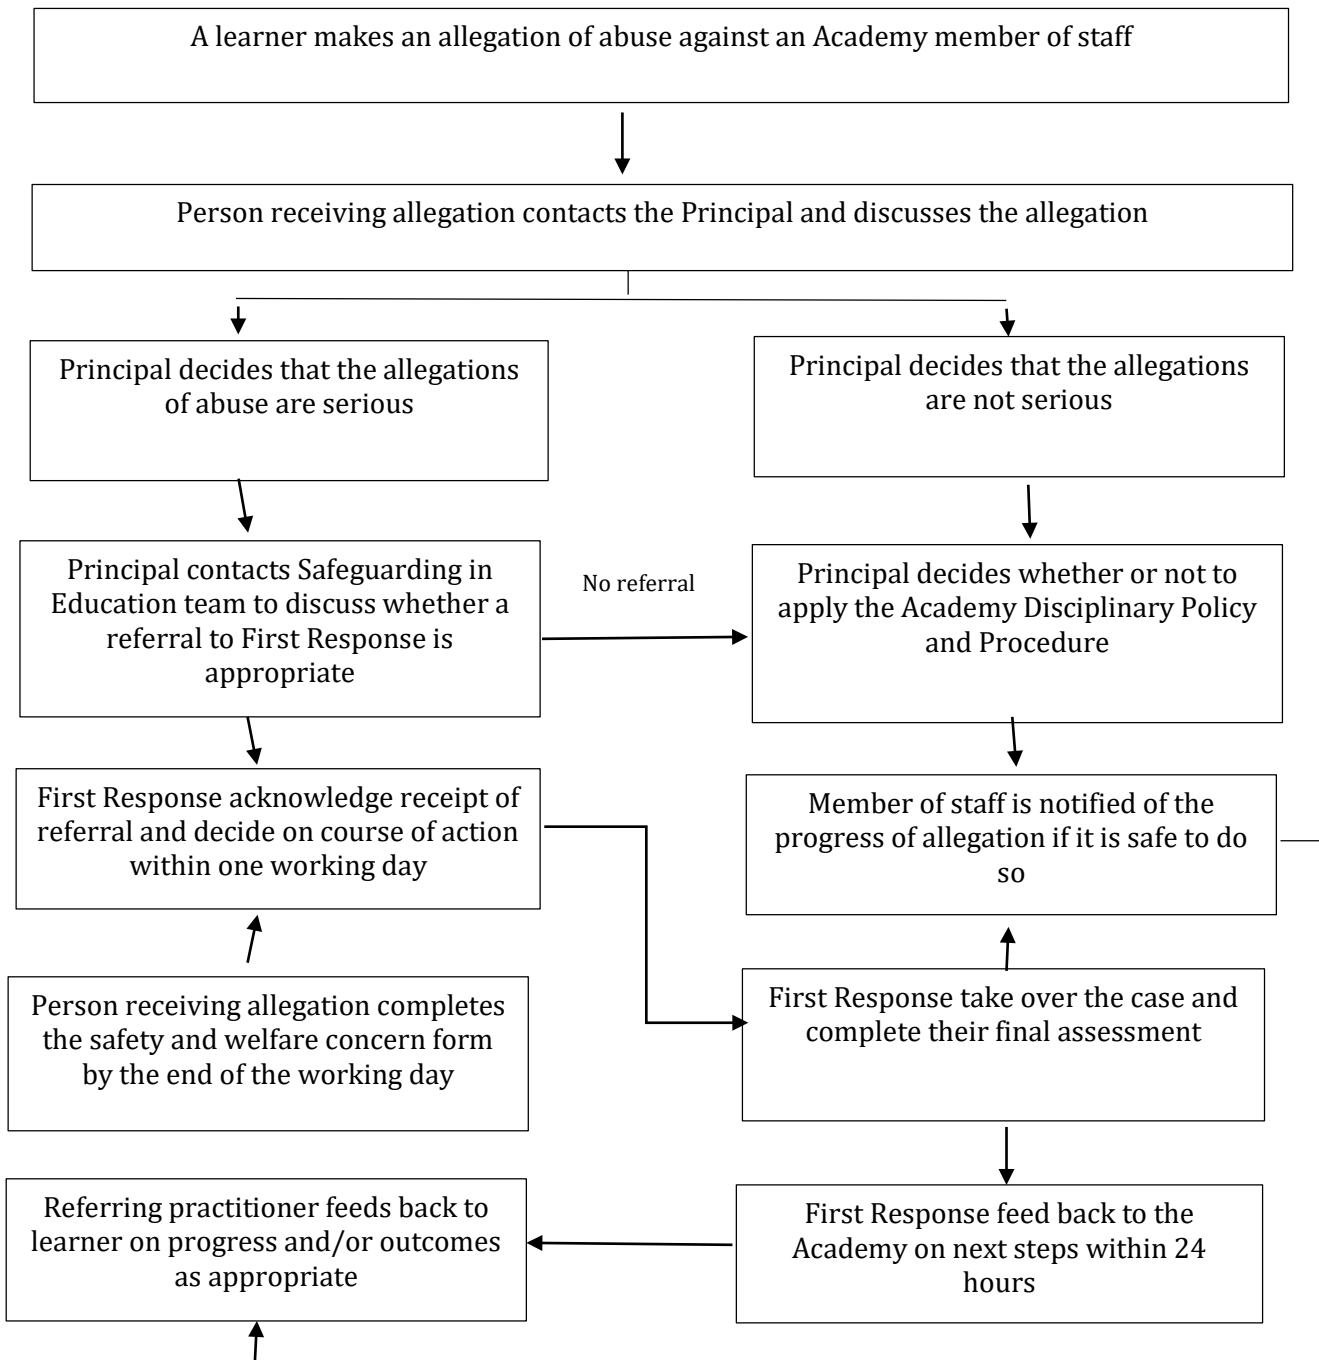 A learner makes an allegation of abuse against an Academy member of staff
Person receiving allegation contacts the Principal and discusses the allegation
Principal decides that the allegations
of abuse are serious
Principal decides that the allegations
are not serious
Principal contacts Safeguarding in
Education team to discuss whether a
referral to First Response is
appropriate
No referral
Principal decides whether or not to
apply the Academy Disciplinary Policy
and Procedure
First Response acknowledge receipt of
referral and decide on course of action
within one working day
Member of staff is notified of the
progress of allegation if it is safe to do
so
Person receiving allegation completes
the safety and welfare concern form
by the end of the working day
First Response take over the case and
complete their final assessment
Referring practitioner feeds back to
learner on progress and/or outcomes
as appropriate
First Response feed back to the
Academy on next steps within 24
hours